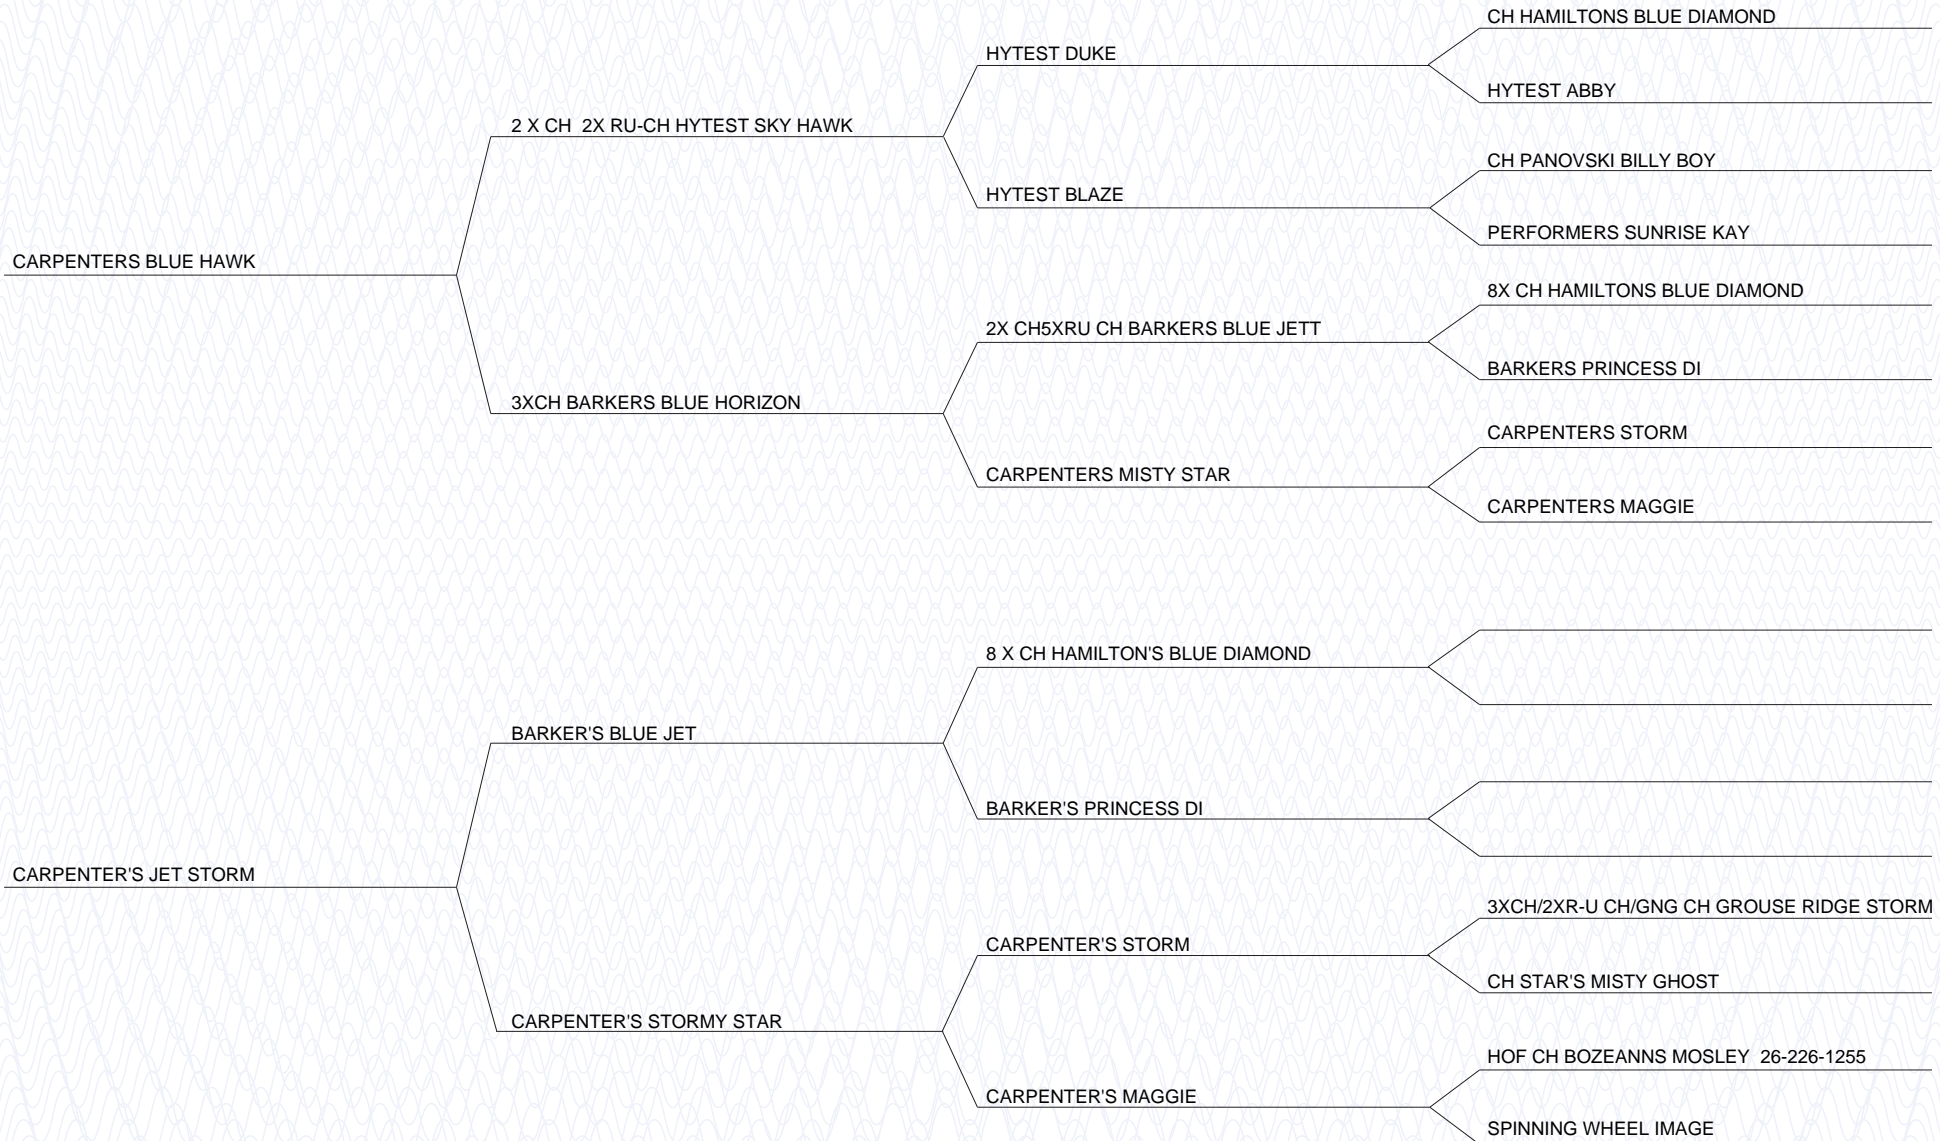 CH HAMILTONS BLUE DIAMOND
HYTEST DUKE
HYTEST ABBY
2 X CH  2X RU-CH HYTEST SKY HAWK
CH PANOVSKI BILLY BOY
HYTEST BLAZE
PERFORMERS SUNRISE KAY
CARPENTERS BLUE HAWK
8X CH HAMILTONS BLUE DIAMOND
2X CH5XRU CH BARKERS BLUE JETT
BARKERS PRINCESS DI
3XCH BARKERS BLUE HORIZON
CARPENTERS STORM
CARPENTERS MISTY STAR
CARPENTERS MAGGIE
8 X CH HAMILTON'S BLUE DIAMOND
BARKER'S BLUE JET
BARKER'S PRINCESS DI
CARPENTER'S JET STORM
3XCH/2XR-U CH/GNG CH GROUSE RIDGE STORM
CARPENTER'S STORM
CH STAR'S MISTY GHOST
CARPENTER'S STORMY STAR
HOF CH BOZEANNS MOSLEY  26-226-1255
CARPENTER'S MAGGIE
SPINNING WHEEL IMAGE